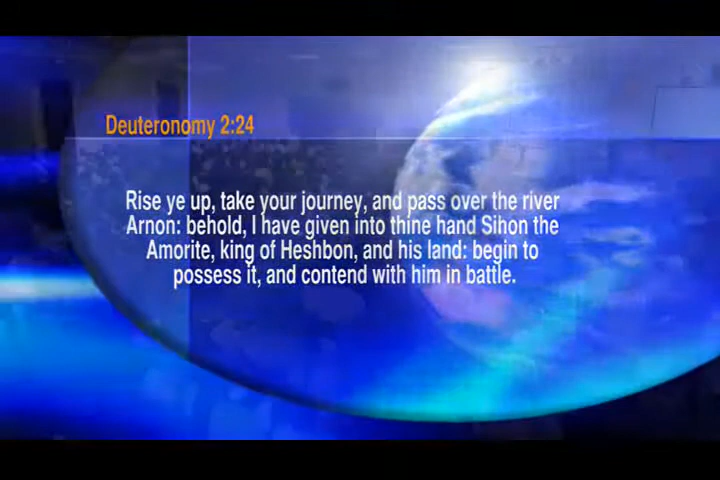 Deuteronomy 2:24
Rise ye up, take your journey, and pass over the river
Arnon: behold, I have given into thine hand Sihon the
Amorite, king of Heshbon, and his land: begin to
possess it, and contend with him in battle.